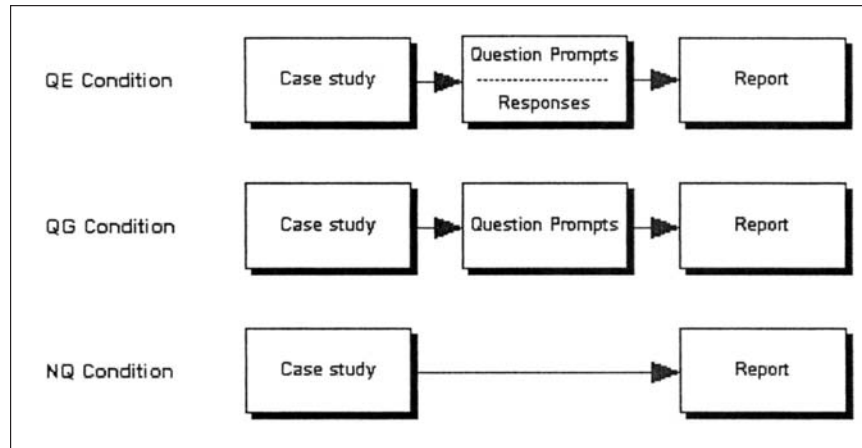 QE Condition
Case study
Question Prompts
Responses
Report
QG Condition
Case study
Question Prompts
Report
NQ Condition
Case study
Report